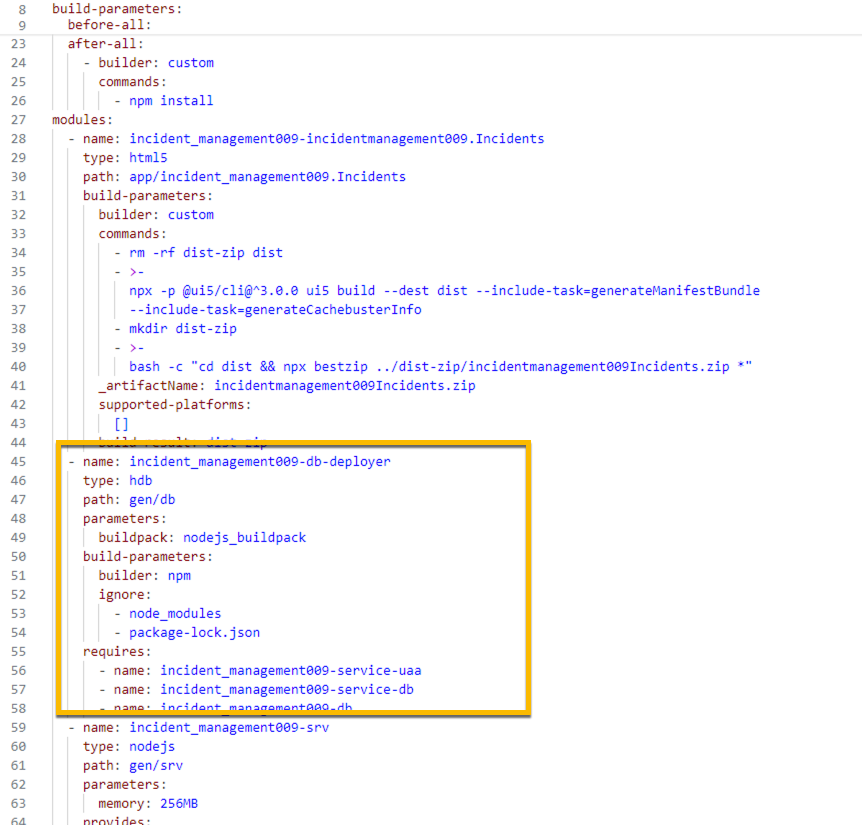 8 build-parameters:
9 before-all:
23 after-all:
24 - builder: custom
25 commands:
26 - npm install
27 modules:
28 - name: incident_management009-incidentmanagement009.Incidents
29 type: html5
30 path: app/incident_management009.Incidents
31 build-parameters:
32 builder: custom
33 commands:
34 - rm -rf dist-zip dist
35 - >-
36 npx -p @ui5/cli@^3.0.0 ui5 build --dest dist --include-task=generateManifestBundle
37 --include-task=generateCachebusterInfo
38 - mkdir dist-zip
39 - >-
40 bash -c "cd dist && npx bestzip ../dist-zip/incidentmanagement009Incidents.zip *"
41 _artifactName: incidentmanagement009Incidents.zip
42 supported-platforms:
43 []
44 build-result: dist-zip
45 - name: incident_management009-db-deployer
46 type: hdb
47 path: gen/db
48 parameters:
49 buildpack: nodejs_buildpack
50 build-parameters:
51 builder: npm
52 ignore:
53 - node_modules
54 - package-lock.json
55 requires:
56 - name: incident_management009-service-uaa
57 - name: incident_management009-service-db
58 - name: incident_management009-db
59 - name: incident_management009-srv
60 type: nodejs
61 path: gen/srv
62 parameters:
63 memory: 256MB
64 provides: